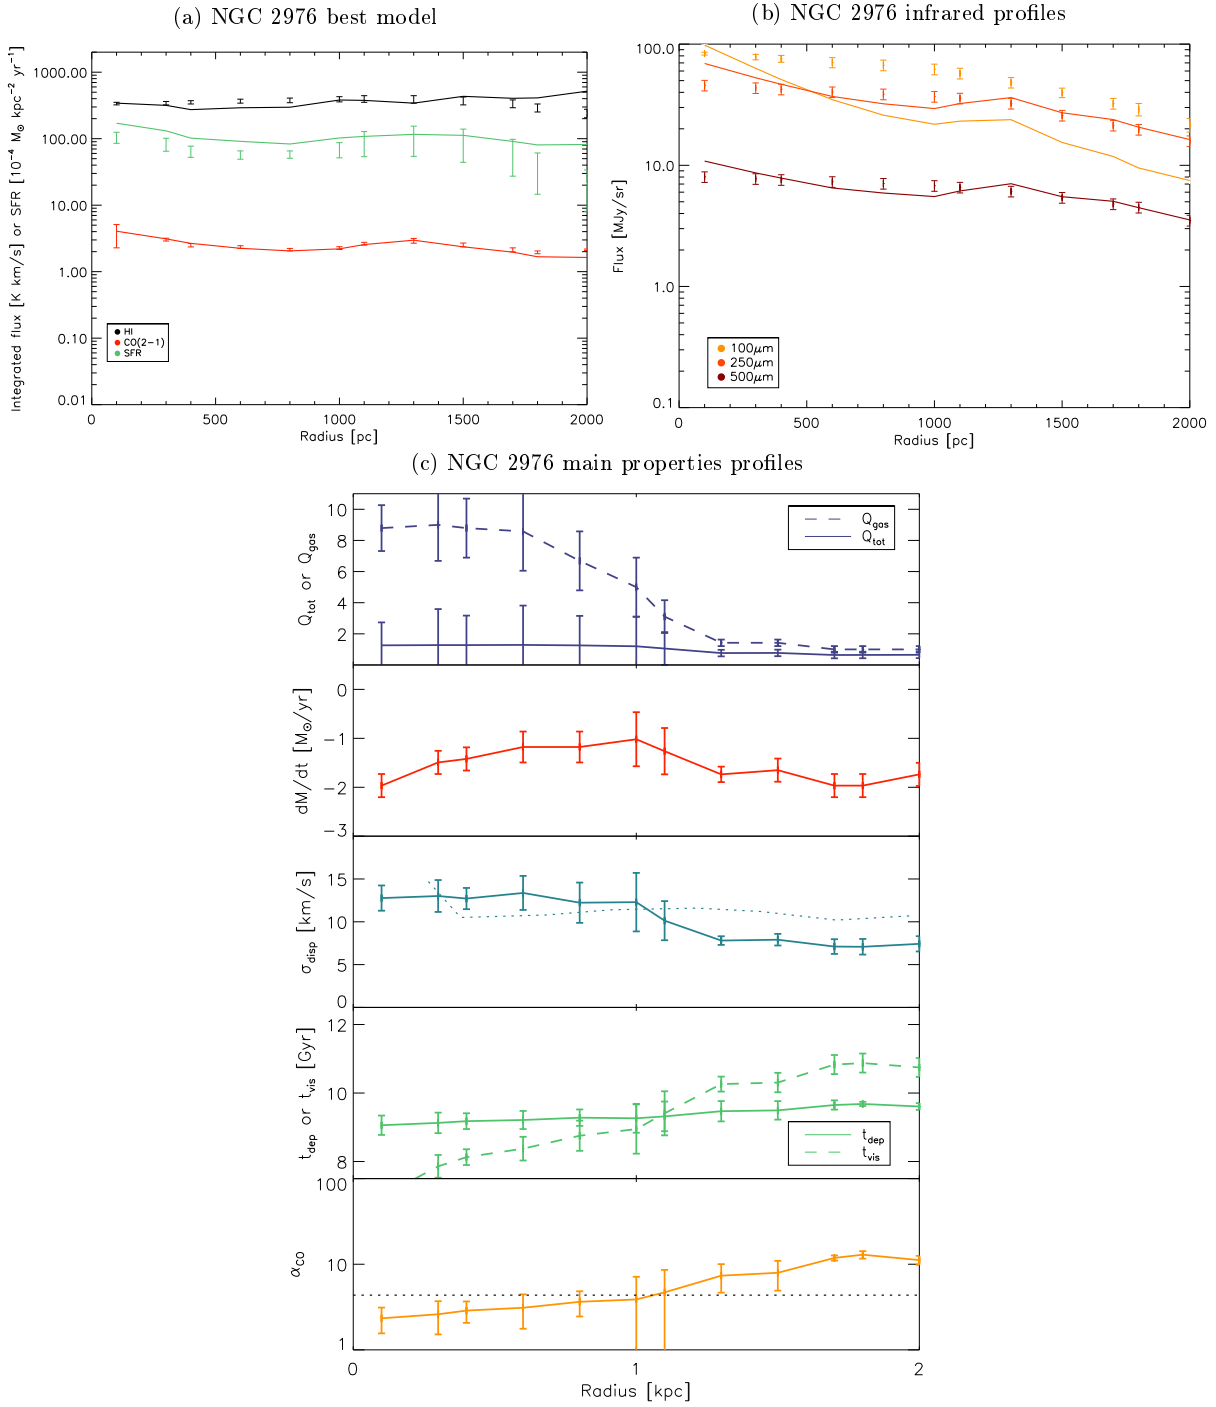 (a) NGC 2976 best model
Integrated flux [K km/s] or SFR [10⁻⁴ M⊙ kpc⁻² yr⁻¹]
1000.00
100.00
10.00
1.00
0.10
0.01
HI
CO(2−1)
SFR
0 500 1000 1500 2000
Radius [pc]
(b) NGC 2976 infrared profiles
Flux [MJy/sr]
100.0
10.0
1.0
0.1
100μm
250μm
500μm
0 500 1000 1500 2000
Radius [pc]
(c) NGC 2976 main properties profiles
Q_tot or Q_gas
10
8
6
4
2
Q_gas
Q_tot
dM/dt [M⊙/yr]
0
−1
−2
−3
σ_disp [km/s]
15
10
5
0
t_dep or t_vis [Gyr]
12
10
8
t_dep
t_vis
α_CO
100
10
1
0 1 2
Radius [kpc]